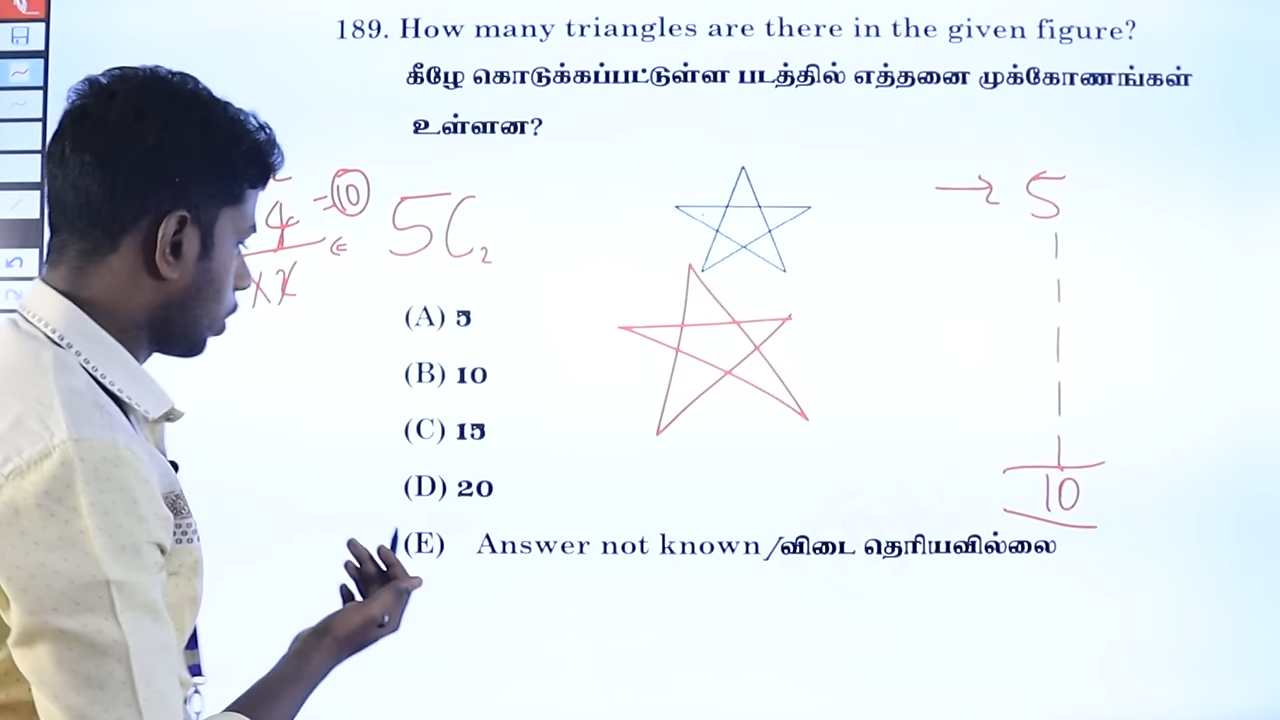 189. How many triangles are there in the given figure?
கீழே கொடுக்கப்பட்டுள்ள படத்தில் எத்தனை முக்கோணங்கள்
உள்ளன?
4 = 10
5C2
→ 5
(A) 5
(B) 10
(C) 15
(D) 20
10
(E) Answer not known/விடை தெரியவில்லை